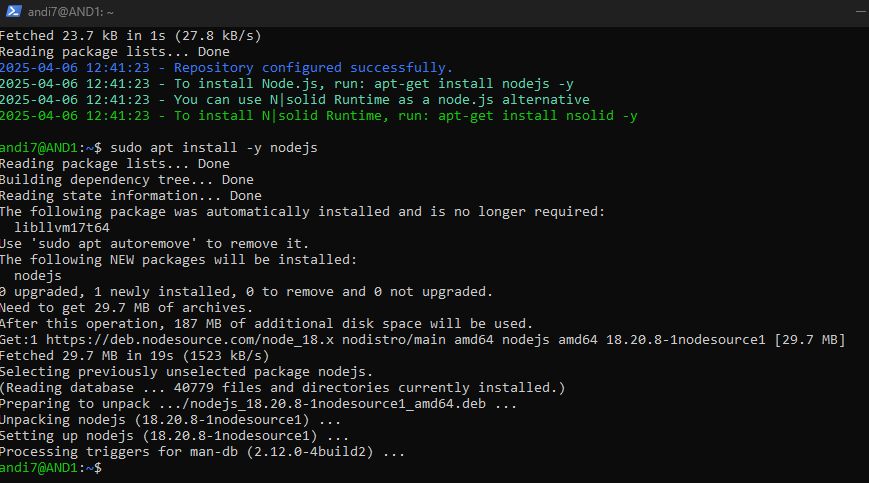 andi7@AND1: ~
Fetched 23.7 kB in 1s (27.8 kB/s)
Reading package lists... Done
2025-04-06 12:41:23 - Repository configured successfully.
2025-04-06 12:41:23 - To install Node.js, run: apt-get install nodejs -y
2025-04-06 12:41:23 - You can use N|solid Runtime as a node.js alternative
2025-04-06 12:41:23 - To install N|solid Runtime, run: apt-get install nsolid -y
andi7@AND1:~$ sudo apt install -y nodejs
Reading package lists... Done
Building dependency tree... Done
Reading state information... Done
The following package was automatically installed and is no longer required:
libllvm17t64
Use 'sudo apt autoremove' to remove it.
The following NEW packages will be installed:
nodejs
0 upgraded, 1 newly installed, 0 to remove and 0 not upgraded.
Need to get 29.7 MB of archives.
After this operation, 187 MB of additional disk space will be used.
Get:1 https://deb.nodesource.com/node_18.x nodistro/main amd64 nodejs amd64 18.20.8-1nodesource1 [29.7 MB]
Fetched 29.7 MB in 19s (1523 kB/s)
Selecting previously unselected package nodejs.
(Reading database ... 40779 files and directories currently installed.)
Preparing to unpack .../nodejs_18.20.8-1nodesource1_amd64.deb ...
Unpacking nodejs (18.20.8-1nodesource1) ...
Setting up nodejs (18.20.8-1nodesource1) ...
Processing triggers for man-db (2.12.0-4build2) ...
andi7@AND1:~$